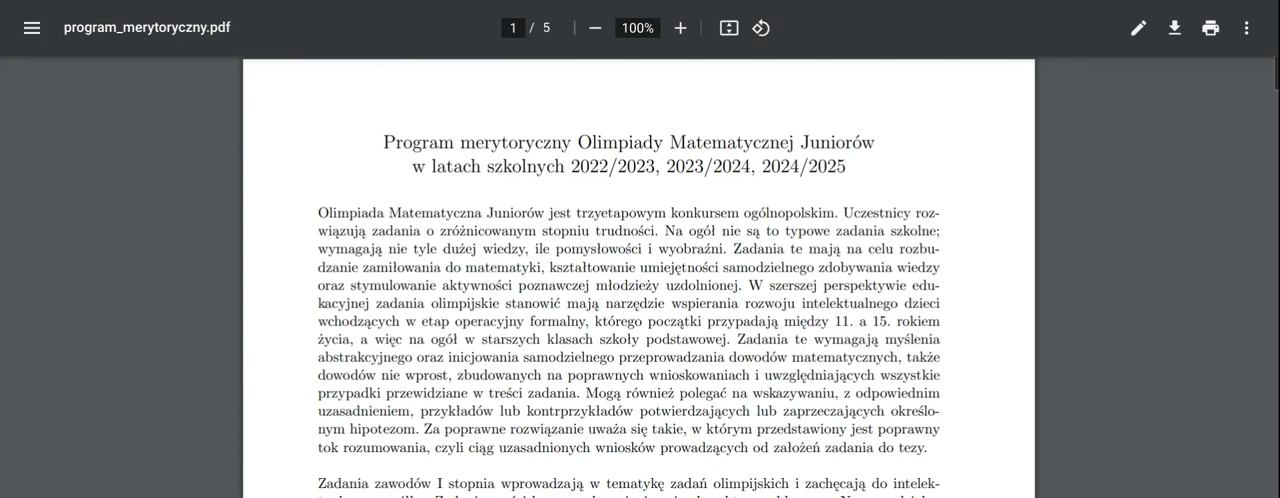 program_merytoryczny.pdf
1 / 5
100%
Program merytoryczny Olimpiady Matematycznej Juniorów
w latach szkolnych 2022/2023, 2023/2024, 2024/2025
Olimpiada Matematyczna Juniorów jest trzyetapowym konkursem ogólnopolskim. Uczestnicy roz-
wiązują zadania o zróżnicowanym stopniu trudności. Na ogół nie są to typowe zadania szkolne;
wymagają nie tyle dużej wiedzy, ile pomysłowości i wyobraźni. Zadania te mają na celu rozbu-
dzanie zamiłowania do matematyki, kształtowanie umiejętności samodzielnego zdobywania wiedzy
oraz stymulowanie aktywności poznawczej młodzieży uzdolnionej. W szerszej perspektywie edu-
kacyjnej zadania olimpijskie stanowić mają narzędzie wspierania rozwoju intelektualnego dzieci
wchodzących w etap operacyjny formalny, którego początki przypadają między 11. a 15. rokiem
życia, a więc na ogół w starszych klasach szkoły podstawowej. Zadania te wymagają myślenia
abstrakcyjnego oraz inicjowania samodzielnego przeprowadzania dowodów matematycznych, także
dowodów nie wprost, zbudowanych na poprawnych wnioskowaniach i uwzględniających wszystkie
przypadki przewidziane w treści zadania. Mogą również polegać na wskazywaniu, z odpowiednim
uzasadnieniem, przykładów lub kontrprzykładów potwierdzających lub zaprzeczających określo-
nym hipotezom. Za poprawne rozwiązanie uważa się takie, w którym przedstawiony jest poprawny
tok rozumowania, czyli ciąg uzasadnionych wniosków prowadzących od założeń zadania do tezy.
Zadania zawodów I stopnia wprowadzają w tematykę zadań olimpijskich i zachęcają do intelek-